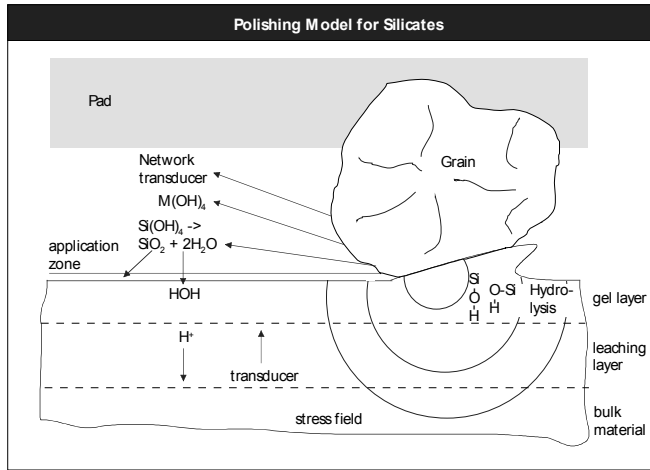 Polishing Model for Silicates
Pad
Grain
Network
transducer
M(OH)₄
Si(OH)₄ ->
SiO₂ + 2H₂O
application
zone
HOH
Si
O
H
O-Si
H
Hydro-
lysis
gel layer
H⁺
transducer
leaching
layer
stress field
bulk
material